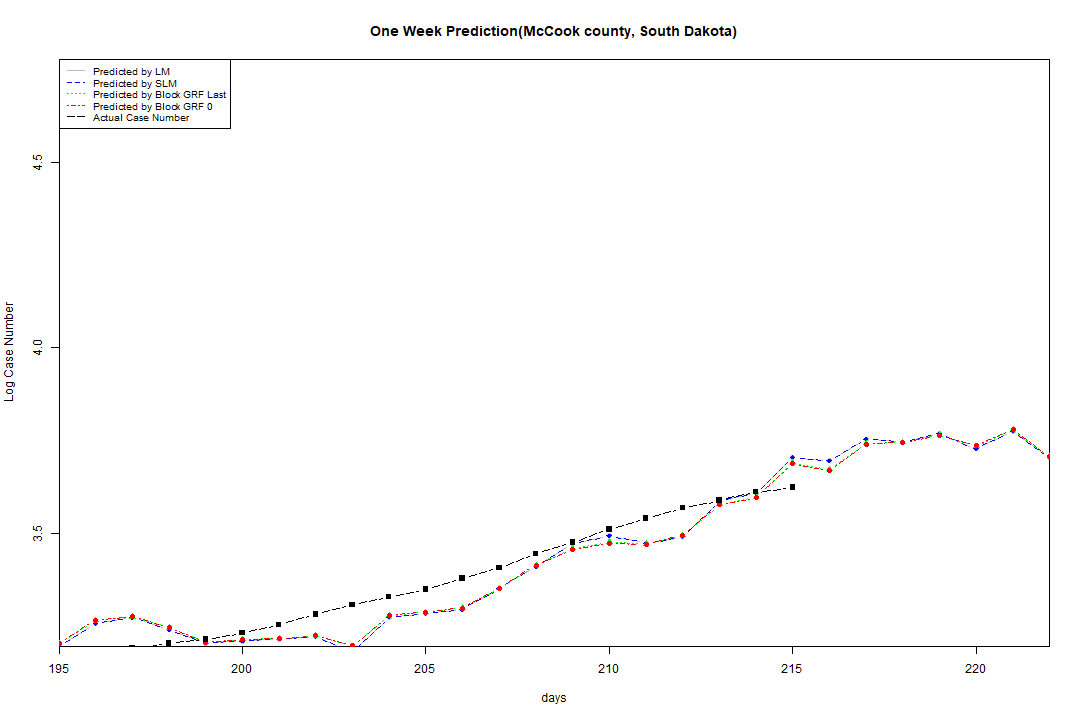 One Week Prediction(McCook county, South Dakota)
Predicted by LM
Predicted by SLM
Predicted by Block GRF Last
Predicted by Block GRF 0
Actual Case Number
4.5
4.0
3.5
Log Case Number
195 200 205 210 215 220
days